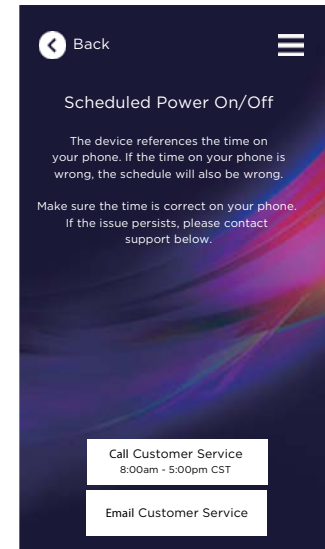 Back
Scheduled Power On/Off
The device references the time on
your phone. If the time on your phone is
wrong, the schedule will also be wrong.
Make sure the time is correct on your phone.
If the issue persists, please contact
support below.
Call Customer Service
8:00am - 5:00pm CST
Email Customer Service